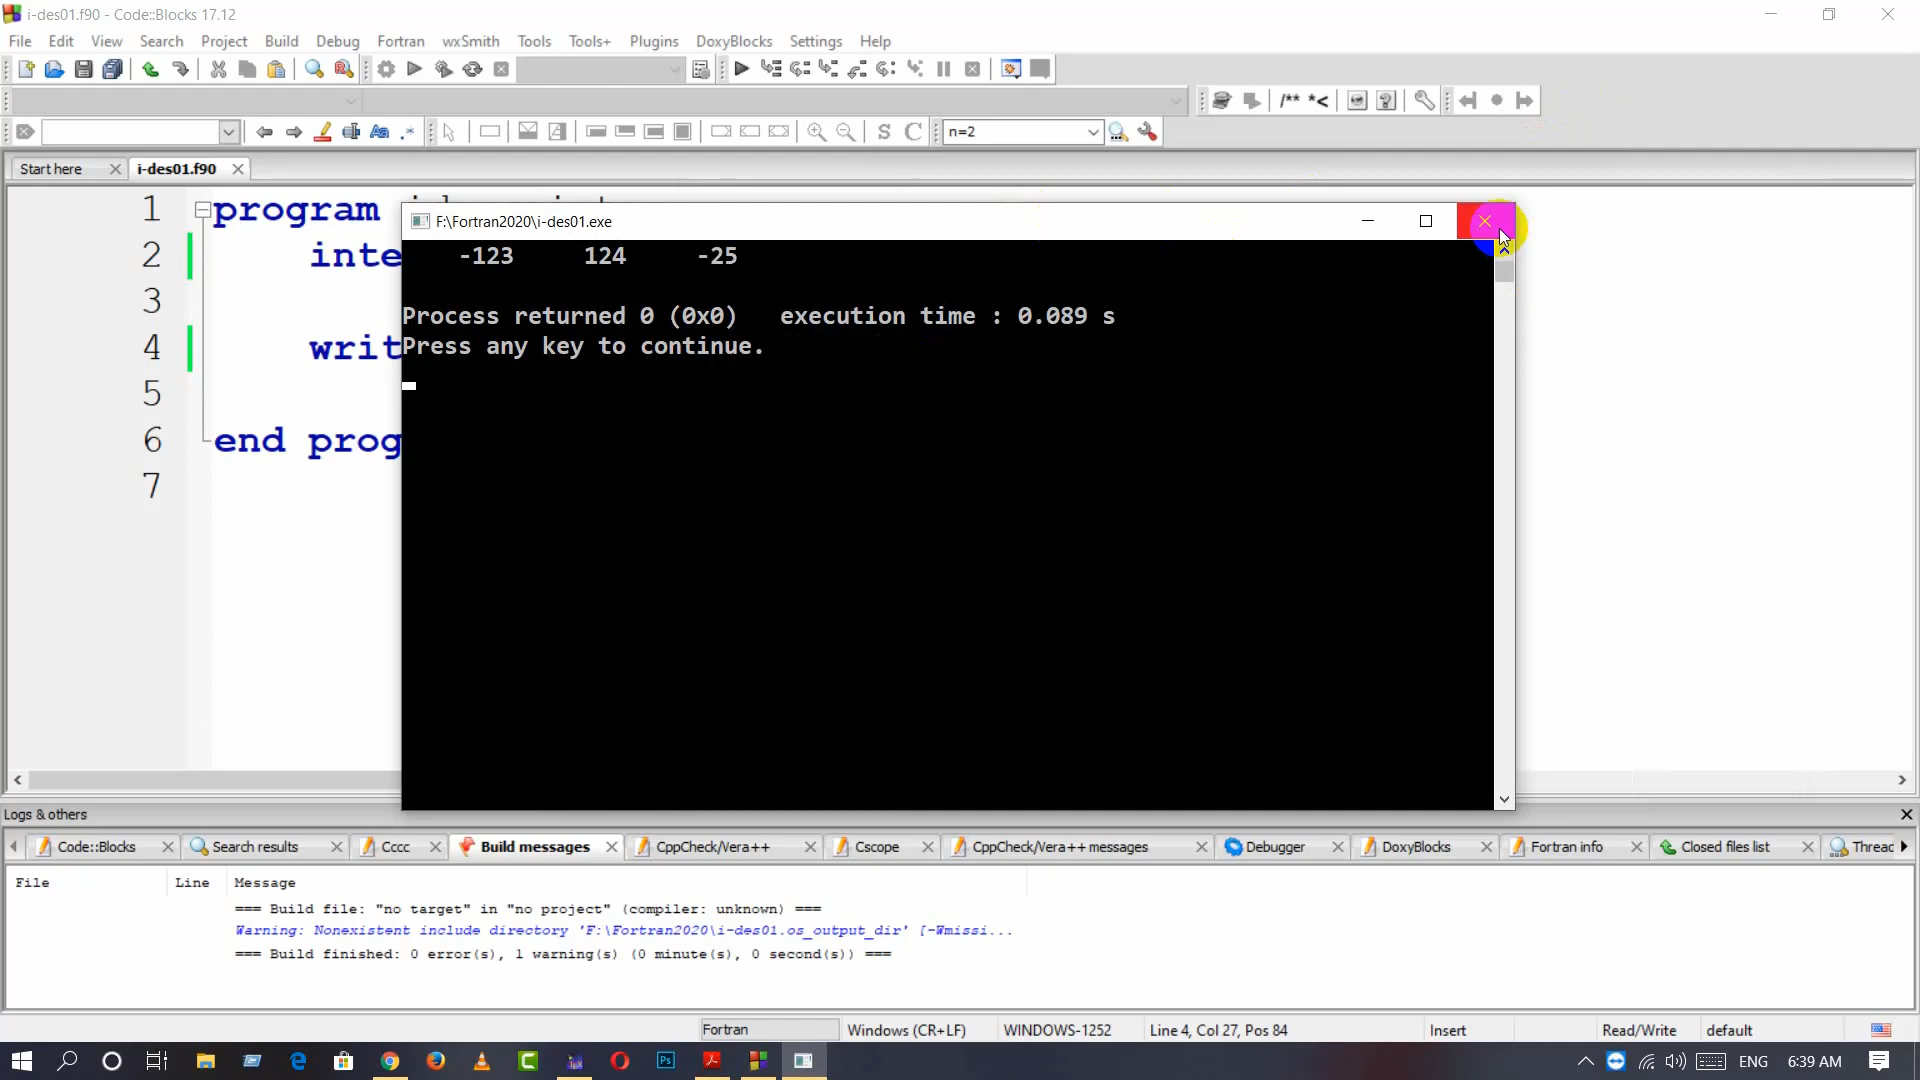 i-des01.f90 - Code::Blocks 17.12
File Edit View Search Project Build Debug Fortran wxSmith Tools Tools+ Plugins DoxyBlocks Settings Help
/** *<
S C n=2
Start here i-des01.f90
1 program
F:\Fortran2020\i-des01.exe
2 inte
-123 124 -25
3
Process returned 0 (0x0) execution time : 0.089 s
4 writ
Press any key to continue.
5
6 end prog
7
Logs & others
Code::Blocks Search results Cccc Build messages CppCheck/Vera++ Cscope CppCheck/Vera++ messages Debugger DoxyBlocks Fortran info Closed files list Threac
File Line Message
=== Build file: "no target" in "no project" (compiler: unknown) ===
Warning: Nonexistent include directory 'F:\Fortran2020\i-des01.os_output_dir' [-Wmissi...
=== Build finished: 0 error(s), 1 warning(s) (0 minute(s), 0 second(s)) ===
Fortran Windows (CR+LF) WINDOWS-1252 Line 4, Col 27, Pos 84 Insert Read/Write default
ENG 6:39 AM